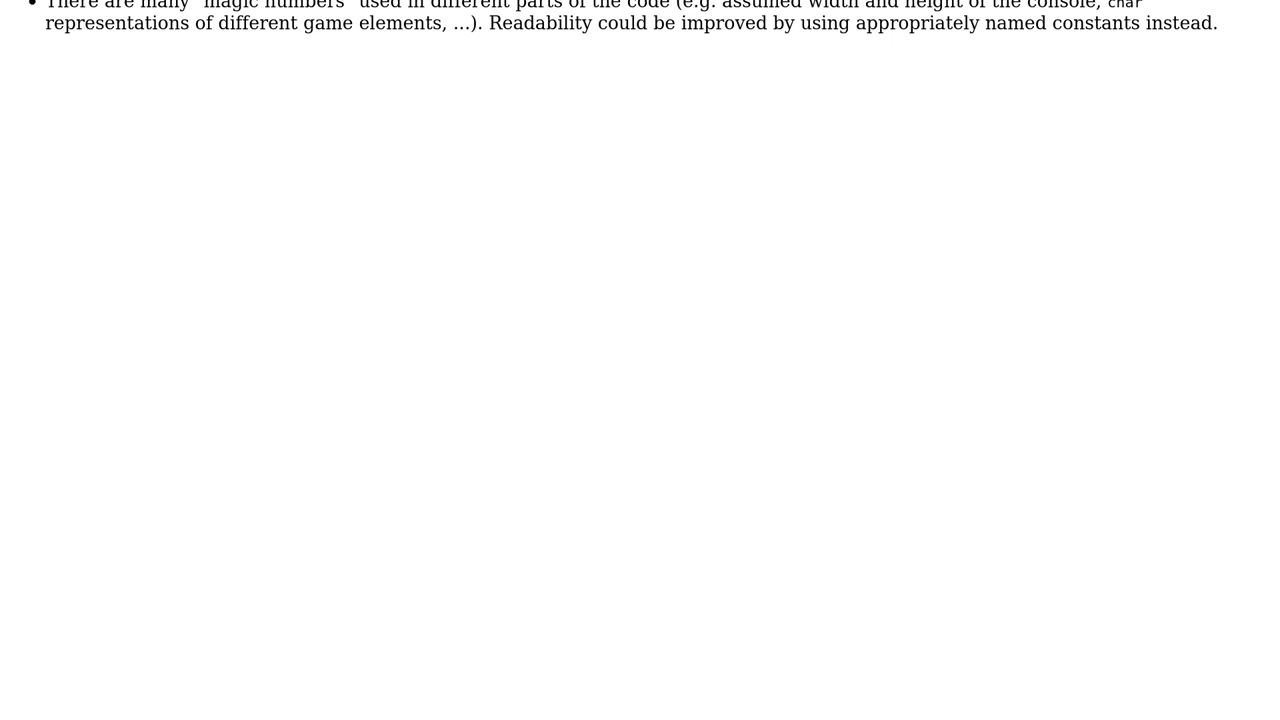 • There are many "magic numbers" used in different parts of the code (e.g. assumed width and height of the console, char
representations of different game elements, ...). Readability could be improved by using appropriately named constants instead.